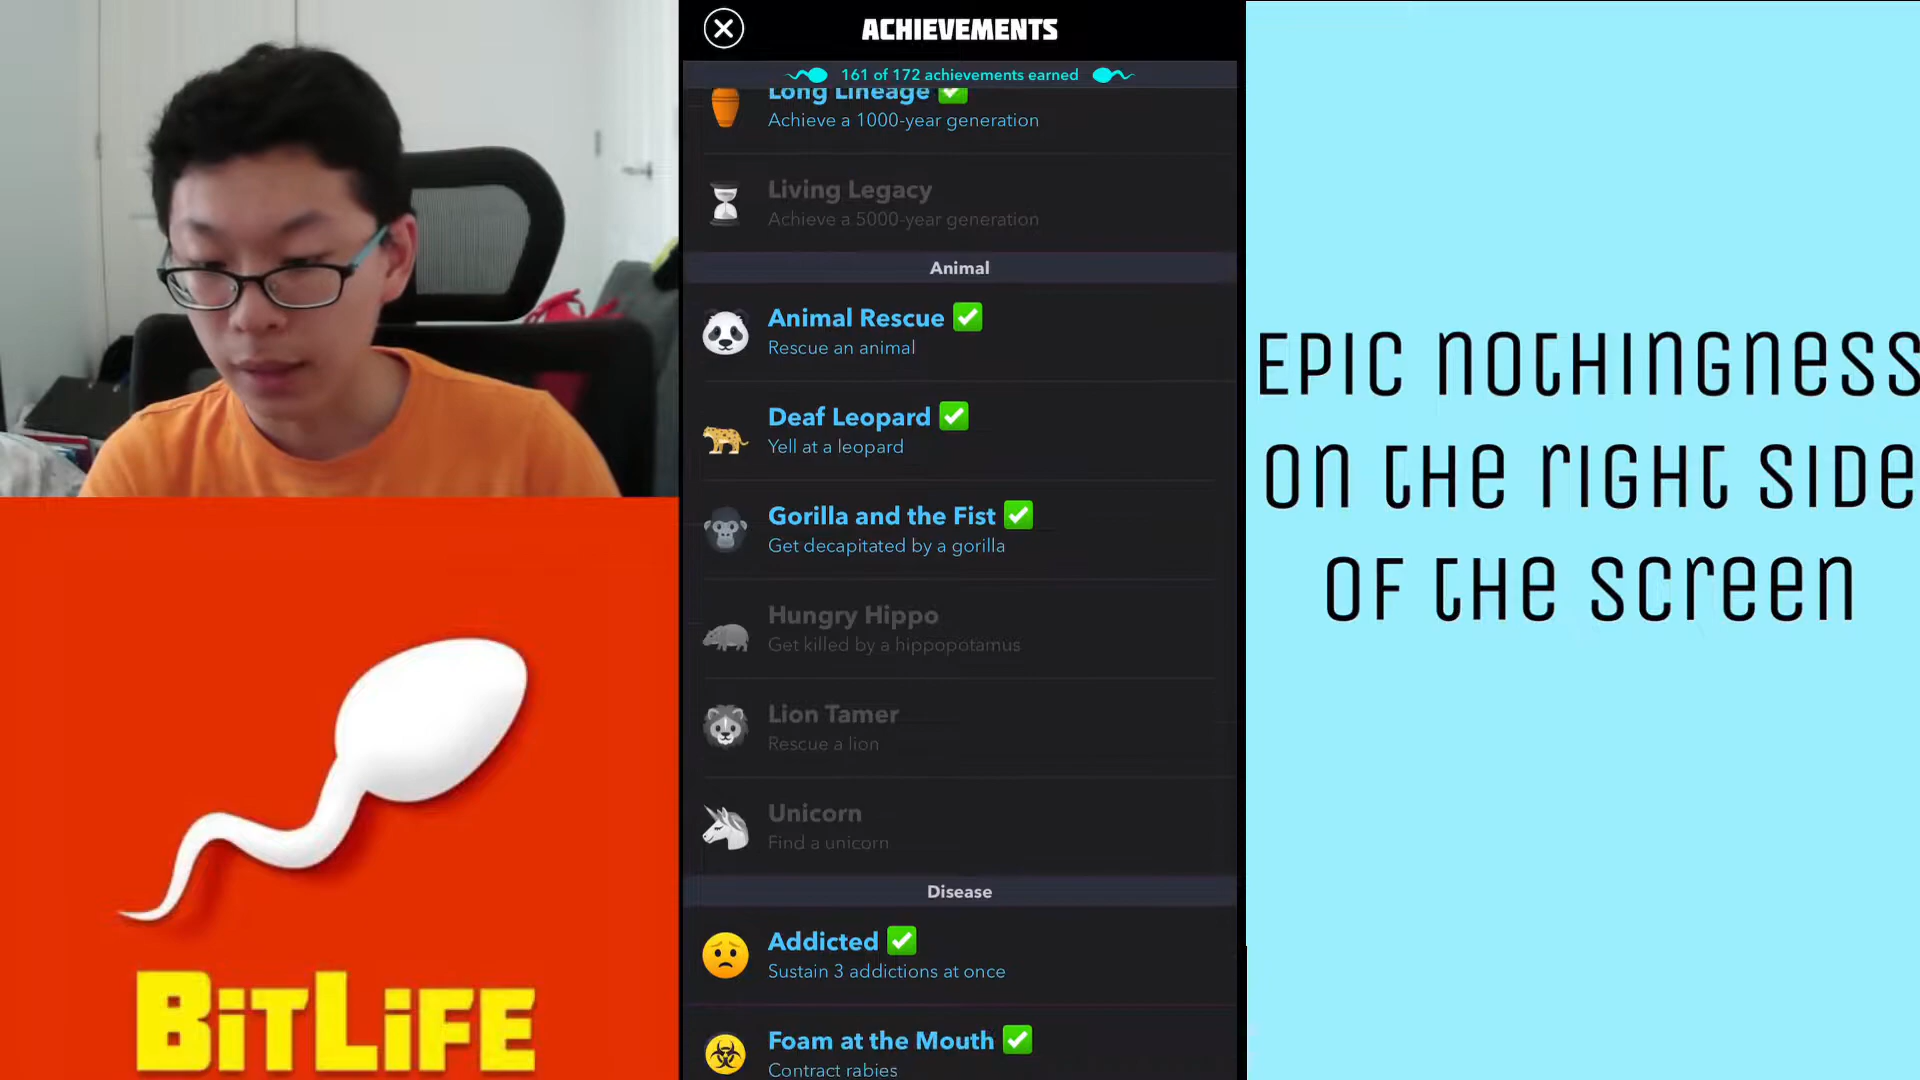 ACHIEVEMENTS
161 of 172 achievements earned
Long Lineage
Achieve a 1000-year generation
Living Legacy
Achieve a 5000-year generation
Animal
Animal Rescue
Rescue an animal
Deaf Leopard
Yell at a leopard
Gorilla and the Fist
Get decapitated by a gorilla
Hungry Hippo
Get killed by a hippopotamus
Lion Tamer
Rescue a lion
Unicorn
Find a unicorn
Disease
Addicted
Sustain 3 addictions at once
Foam at the Mouth
Contract rabies
BitLife
Epic nothingness
on the right side
of the screen